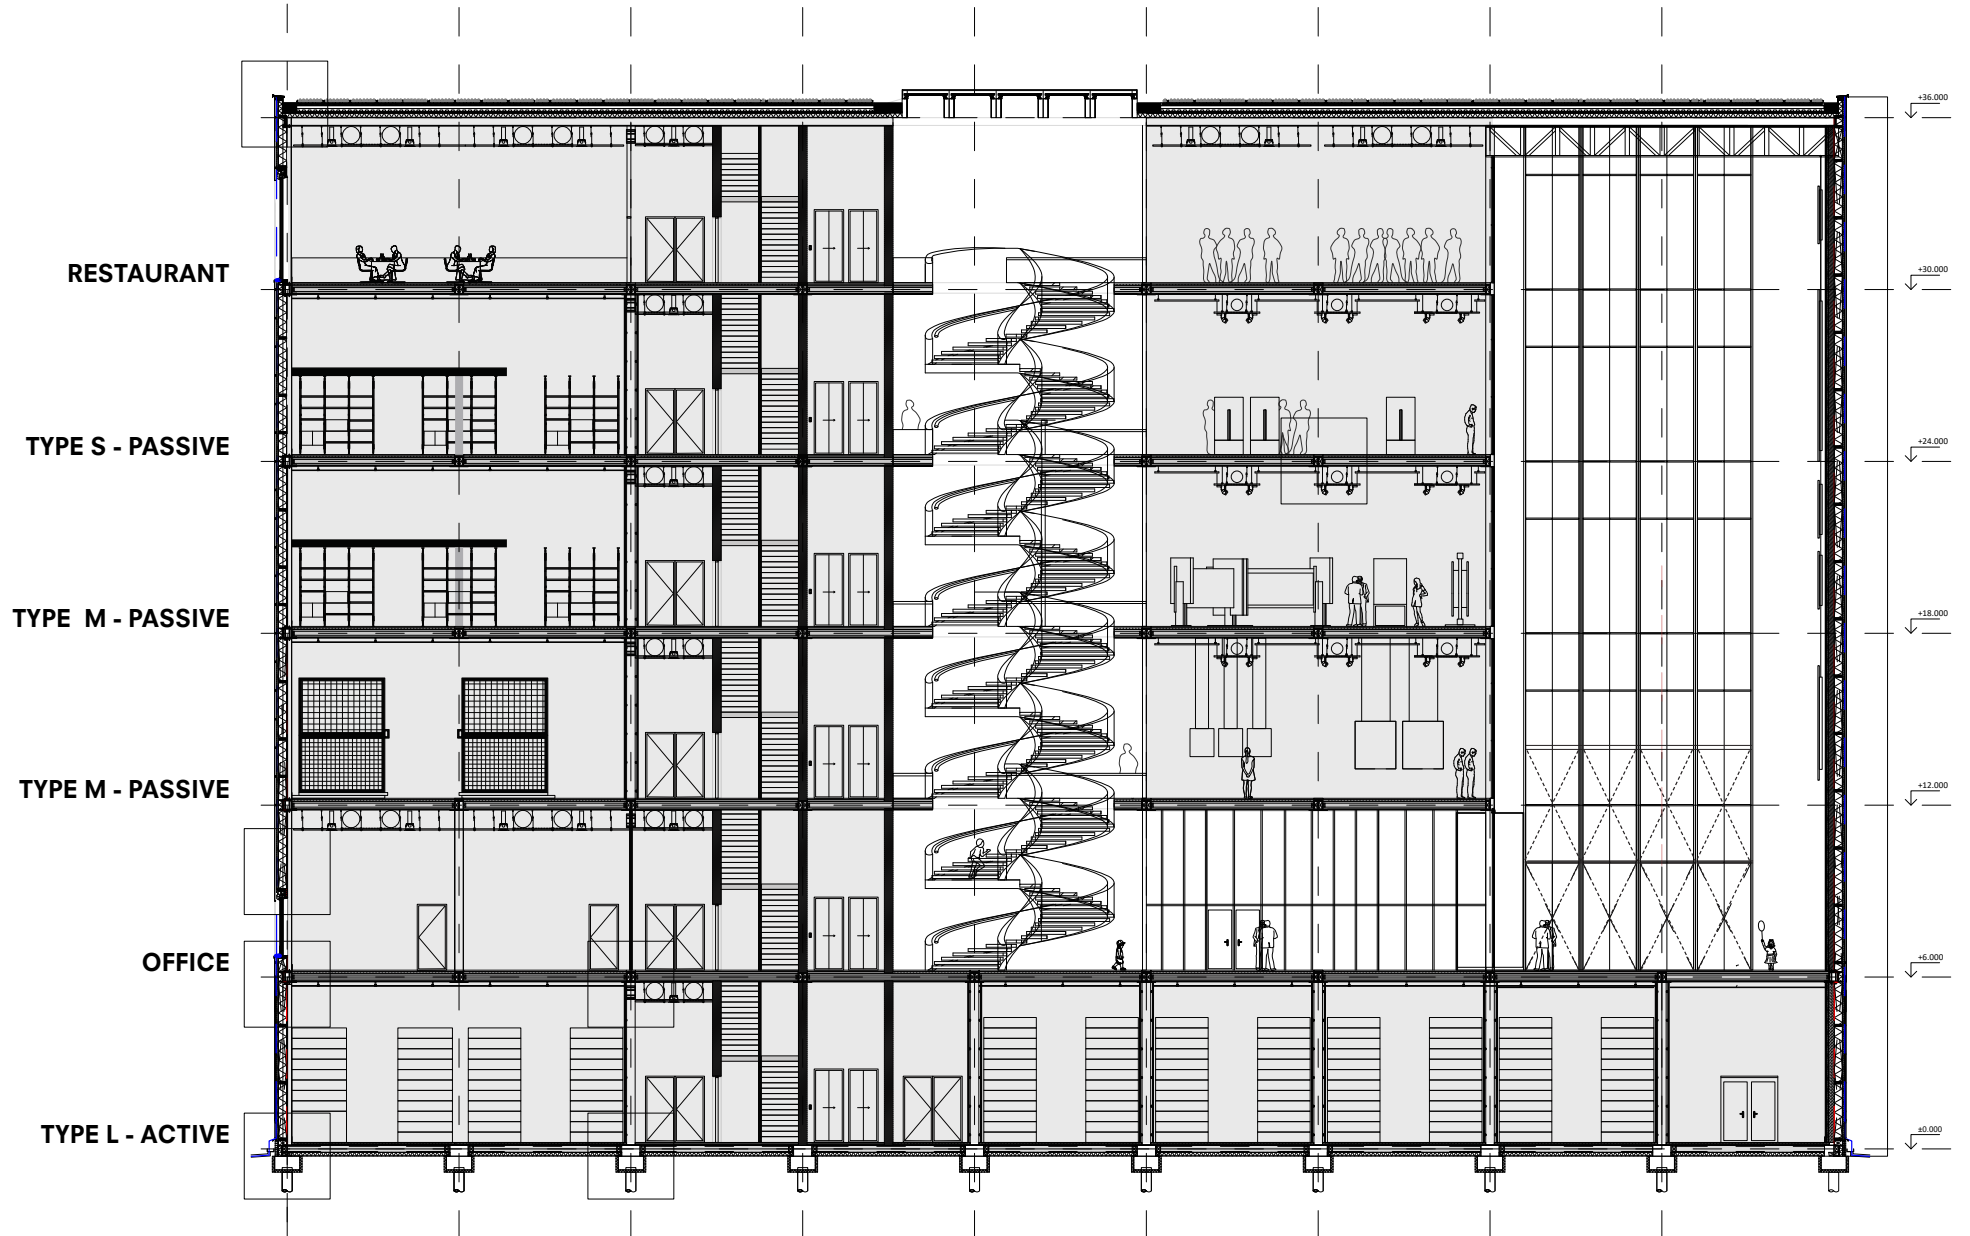 +36.000
RESTAURANT
+30.000
TYPE S - PASSIVE
+24.000
TYPE M - PASSIVE
+18.000
TYPE M - PASSIVE
+12.000
OFFICE
+6.000
TYPE L - ACTIVE
±0.000